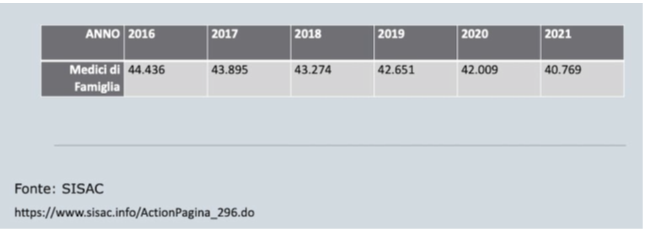 ANNO 2016 2017 2018 2019 2020 2021
Medici di Famiglia 44.436 43.895 43.274 42.651 42.009 40.769
Fonte: SISAC
https://www.sisac.info/ActionPagina_296.do